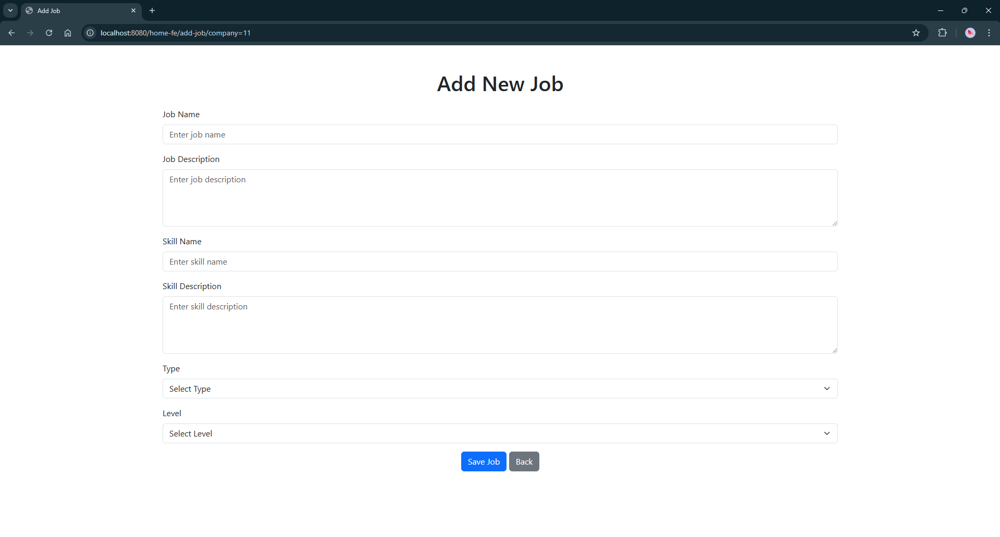 Add Job
localhost:8080/home-fe/add-job/company=11
Add New Job
Job Name
Enter job name
Job Description
Enter job description
Skill Name
Enter skill name
Skill Description
Enter skill description
Type
Select Type
Level
Select Level
Save Job Back